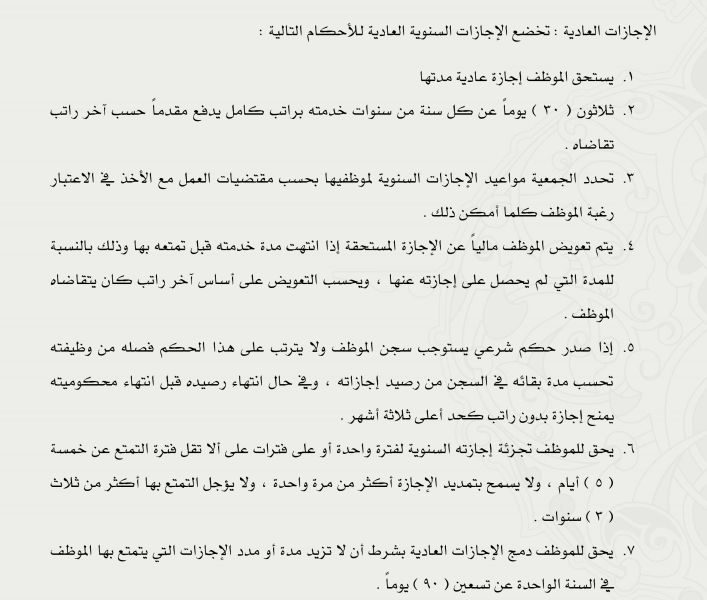 الإجازات العادية : تخضع الإجازات السنوية العادية للأحكام التالية :
١. يستحق الموظف إجازة عادية مدتها
٢. ثلاثون ( ٣٠ ) يوماً عن كل سنة من سنوات خدمته براتب كامل يدفع مقدماً حسب آخر راتب
تقاضاه .
٣. تحدد الجمعية مواعيد الإجازات السنوية لموظفيها بحسب مقتضيات العمل مع الأخذ في الاعتبار
رغبة الموظف كلما أمكن ذلك .
٤. يتم تعويض الموظف مالياً عن الإجازة المستحقة إذا انتهت مدة خدمته قبل تمتعه بها وذلك بالنسبة
للمدة التي لم يحصل على إجازته عنها ، ويحسب التعويض على أساس آخر راتب كان يتقاضاه
الموظف .
٥. إذا صدر حكم شرعي يستوجب سجن الموظف ولا يترتب على هذا الحكم فصله من وظيفته
تحسب مدة بقائه في السجن من رصيد إجازاته ، وفي حال انتهاء رصيده قبل انتهاء محكوميته
يمنح إجازة بدون راتب كحد أعلى ثلاثة أشهر .
٦. يحق للموظف تجزئة إجازته السنوية لفترة واحدة أو على فترات على ألا تقل فترة التمتع عن خمسة
( ٥ ) أيام ، ولا يسمح بتمديد الإجازة أكثر من مرة واحدة ، ولا يؤجل التمتع بها أكثر من ثلاث
( ٣ ) سنوات .
٧. يحق للموظف دمج الإجازات العادية بشرط أن لا تزيد مدة أو مدد الإجازات التي يتمتع بها الموظف
في السنة الواحدة عن تسعين ( ٩٠ ) يوماً .